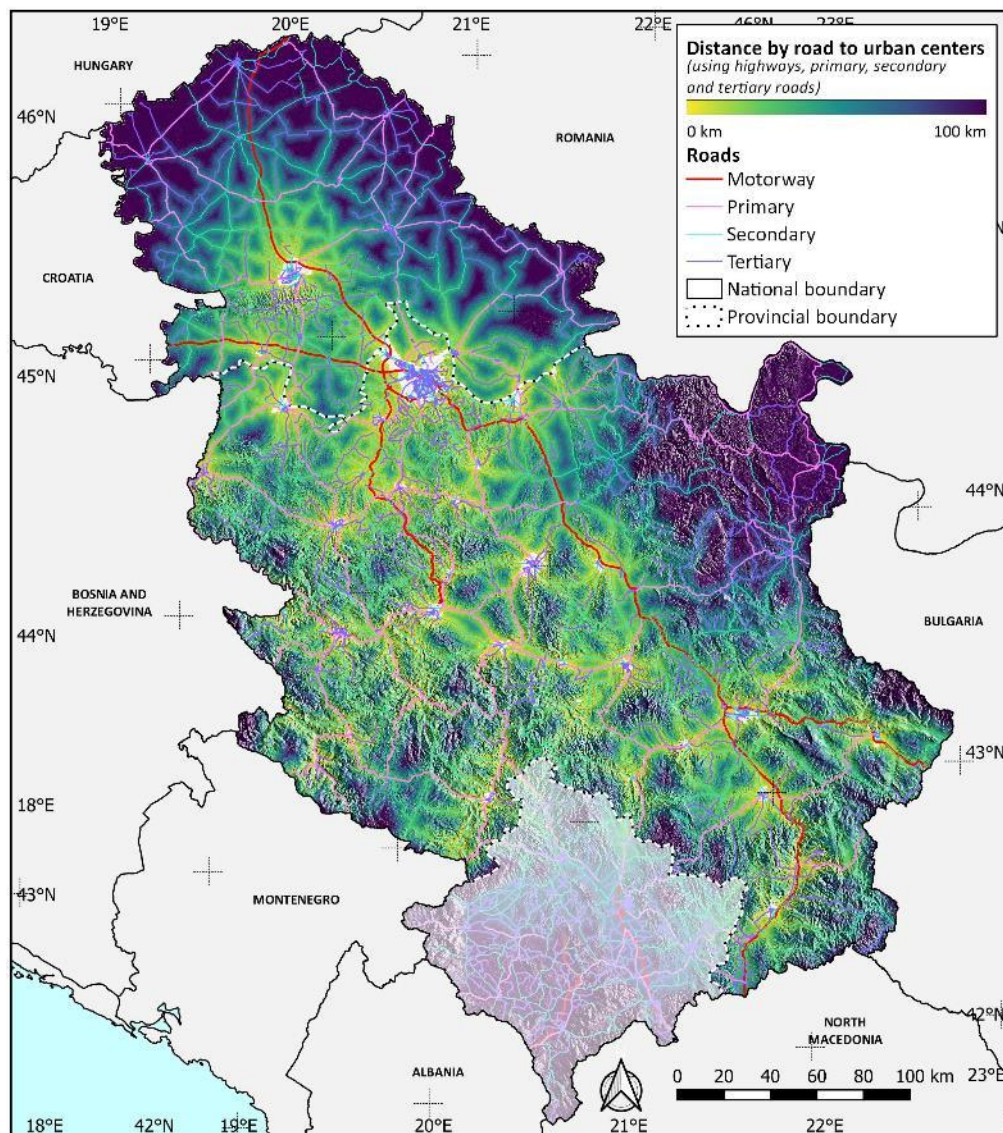 19°E
20°E
21°E
22°E
46°N
23°E
HUNGARY
46°N
ROMANIA
Distance by road to urban centers
(using highways, primary, secondary
and tertiary roads)
0 km
100 km
Roads
Motorway
Primary
Secondary
Tertiary
National boundary
Provincial boundary
CROATIA
45°N
44°N
BOSNIA AND
HERZEGOVINA
44°N
BULGARIA
43°N
18°E
43°N
MONTENEGRO
42°N
NORTH
MACEDONIA
ALBANIA
0 20 40 60 80 100 km
23°E
18°E
42°N
19°E
20°E
21°E
22°E